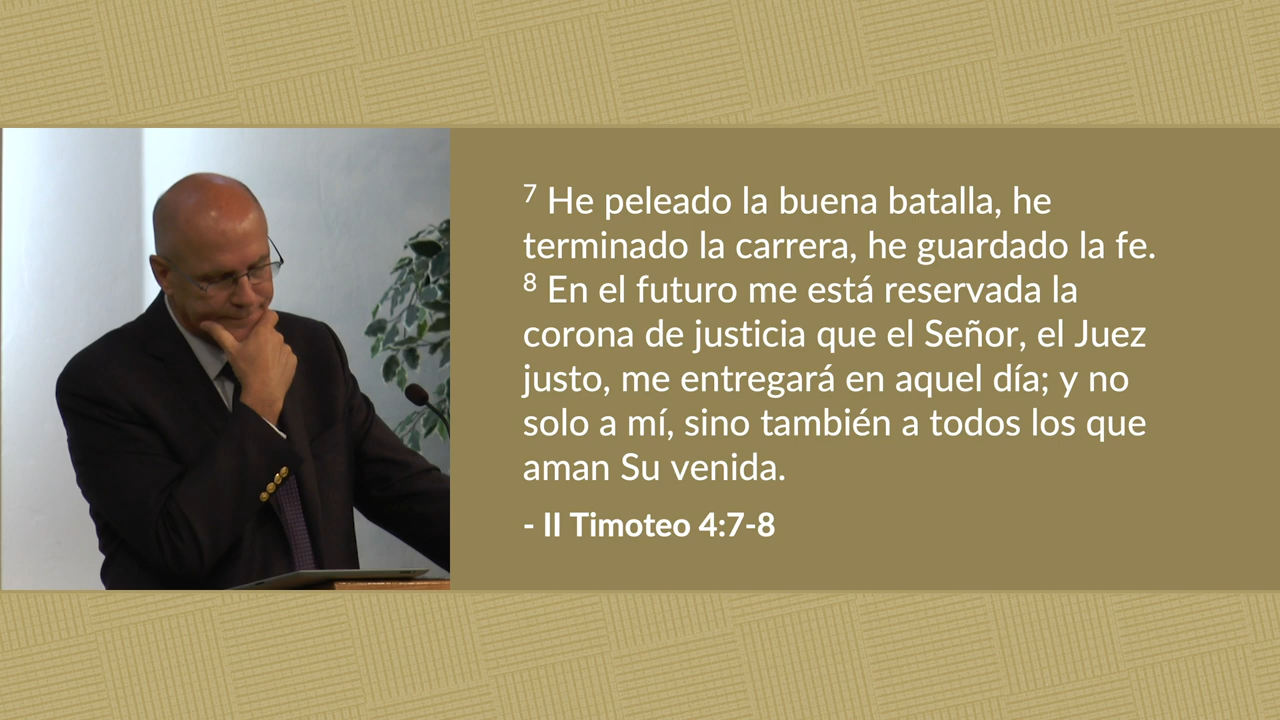 7 He peleado la buena batalla, he
terminado la carrera, he guardado la fe.
8 En el futuro me está reservada la
corona de justicia que el Señor, el Juez
justo, me entregará en aquel día; y no
solo a mí, sino también a todos los que
aman Su venida.
- II Timoteo 4:7-8